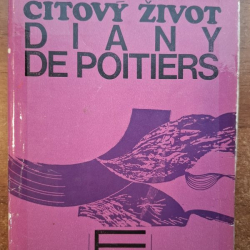 CITOVÝ ŽIVOT
DIANY
DE POITIERS
E